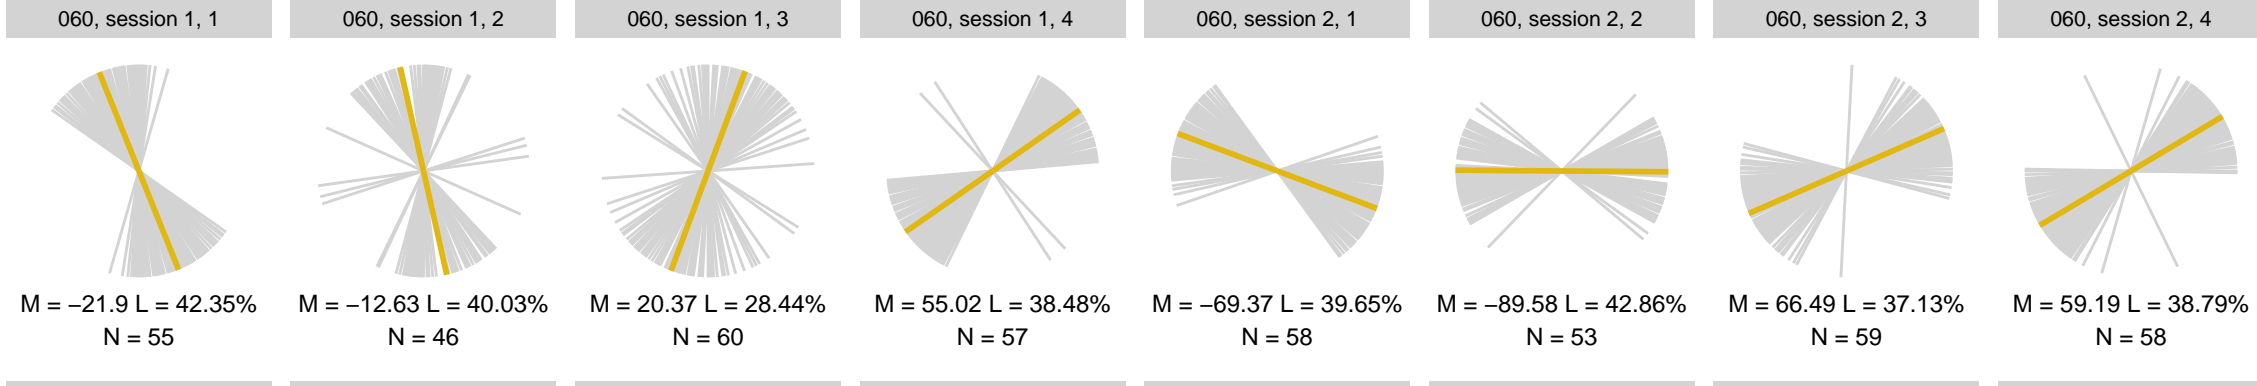 060, session 1, 1
060, session 1, 2
060, session 1, 3
060, session 1, 4
060, session 2, 1
060, session 2, 2
060, session 2, 3
060, session 2, 4
M = −21.9 L = 42.35%
N = 55
M = −12.63 L = 40.03%
N = 46
M = 20.37 L = 28.44%
N = 60
M = 55.02 L = 38.48%
N = 57
M = −69.37 L = 39.65%
N = 58
M = −89.58 L = 42.86%
N = 53
M = 66.49 L = 37.13%
N = 59
M = 59.19 L = 38.79%
N = 58